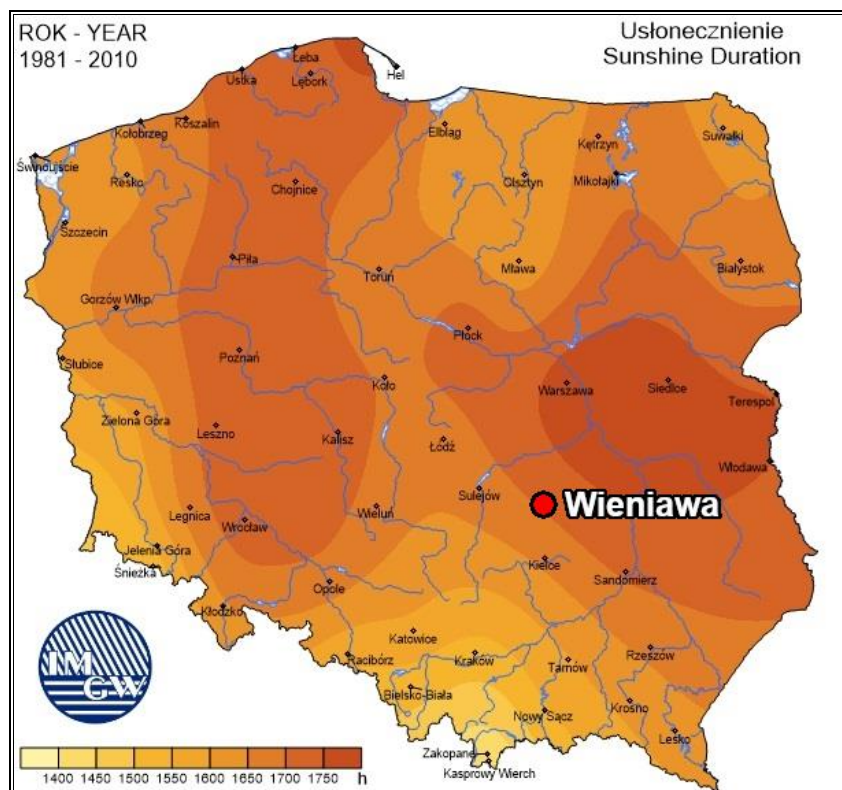 ROK - YEAR
1981 - 2010
Usłonecznienie
Sunshine Duration
Łeba
Hel
Ustka
Lębork
Kołobrzeg
Koszalin
Elbląg
Kętrzyn
Suwałki
Świnoujście
Resko
Chojnice
Olsztyn
Mikołajki
Szczecin
Piła
Toruń
Mława
Białystok
Gorzów Wlkp.
Płock
Słubice
Poznań
Koło
Warszawa
Siedlce
Terespol
Zielona Góra
Leszno
Kalisz
Łódź
Włodawa
Sulejów
Wieniawa
Legnica
Wrocław
Wieluń
Jelenia Góra
Śnieżka
Kielce
Sandomierz
Opole
Kłodzko
Katowice
Racibórz
Kraków
Tarnów
Rzeszów
Bielsko-Biała
Nowy Sącz
Krosno
Lesko
Zakopane
Kasprowy Wierch
IM
GW
1400 1450 1500 1550 1600 1650 1700 1750 h